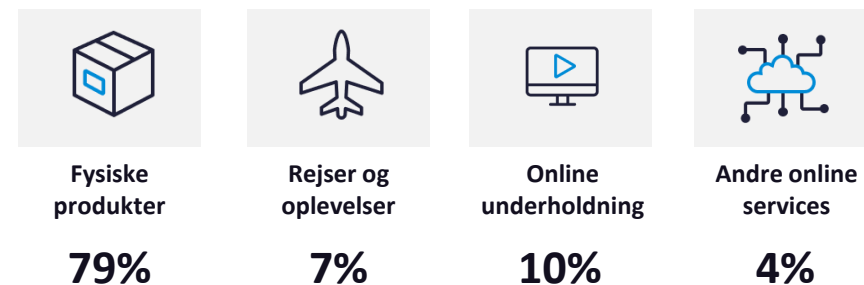 Fysiske
produkter
79%
Rejser og
oplevelser
7%
Online
underholdning
10%
Andre online
services
4%